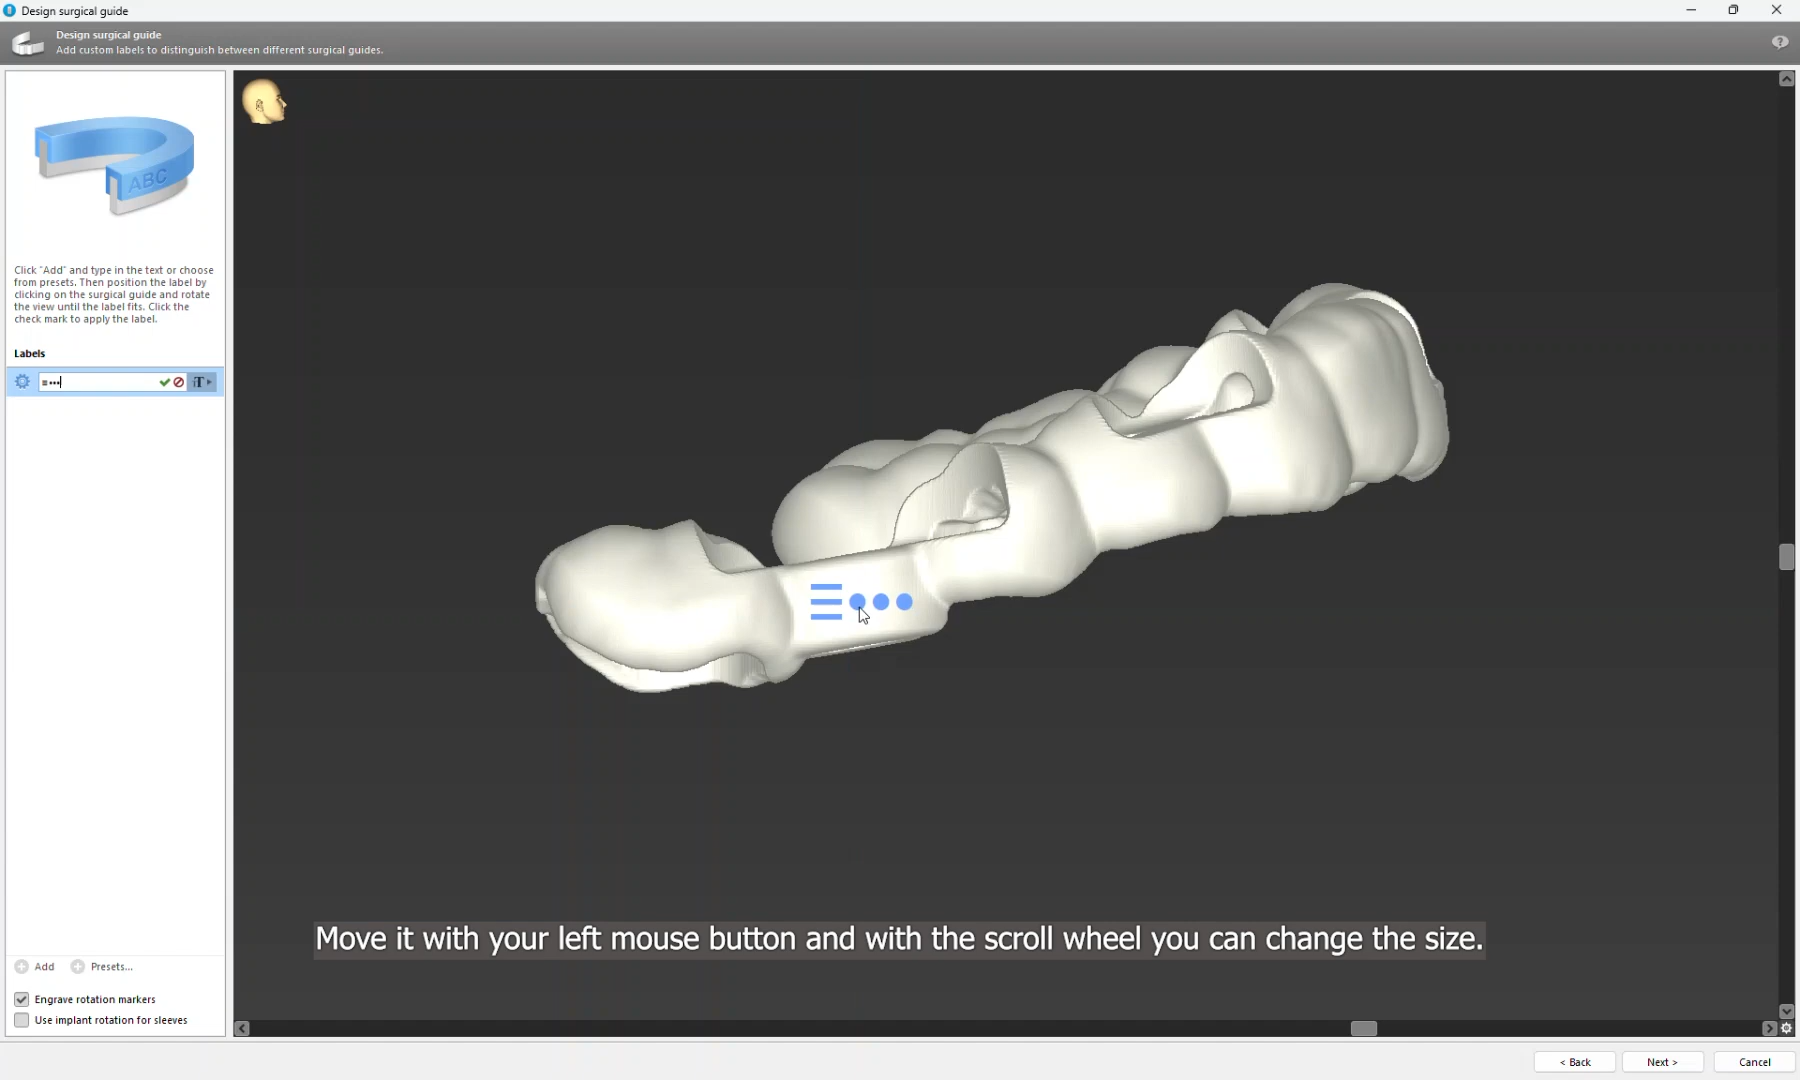 Design surgical guide
Design surgical guide
Add custom labels to distinguish between different surgical guides.
ABC
Click "Add" and type in the text or choose
from presets. Then position the label by
clicking on the surgical guide and rotate
the view until the label fits. Click the
check mark to apply the label.
Labels
≡•••
T
≡•••
Move it with your left mouse button and with the scroll wheel you can change the size.
Add
Presets...
Engrave rotation markers
Use implant rotation for sleeves
< Back
Next >
Cancel